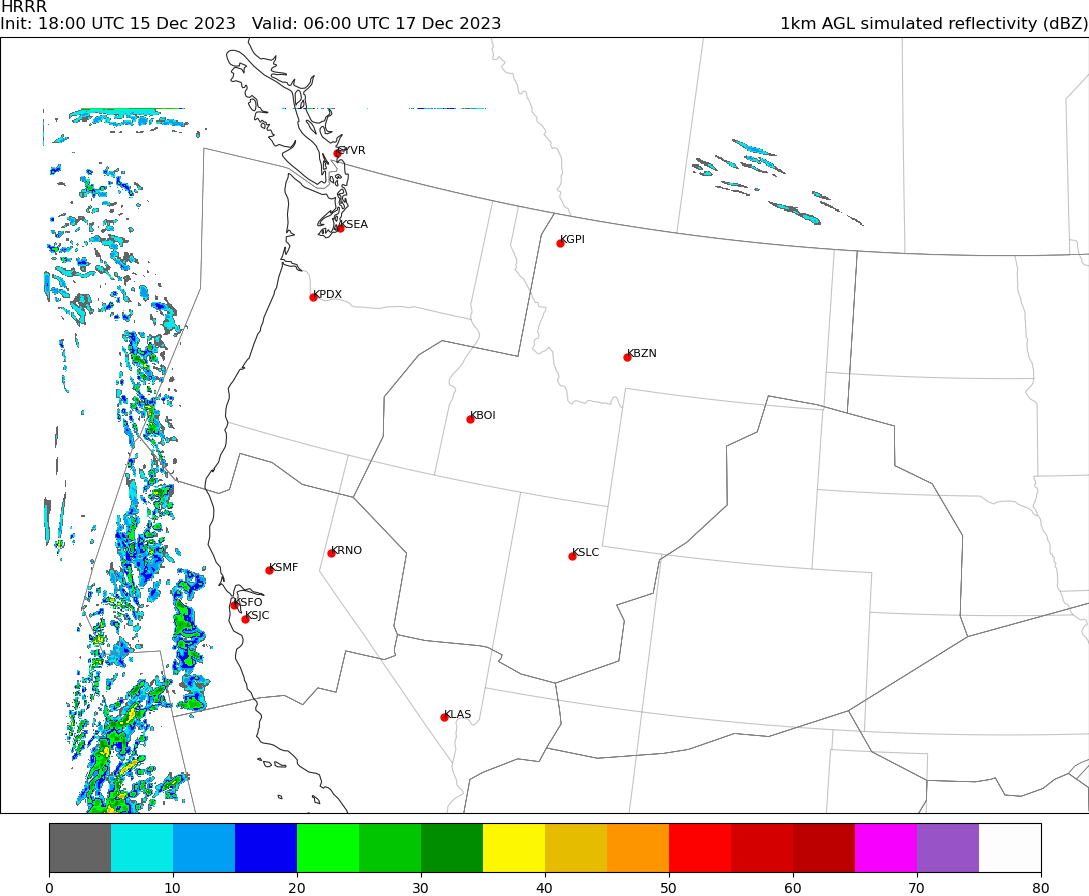 HRRR
Init: 18:00 UTC 15 Dec 2023   Valid: 06:00 UTC 17 Dec 2023   1km AGL simulated reflectivity (dBZ)
CYVR
KSEA
KGPI
KPDX
KBZN
KBOI
KRNO
KSLC
KSMF
KSFO
KSJC
KLAS
0 10 20 30 40 50 60 70 80